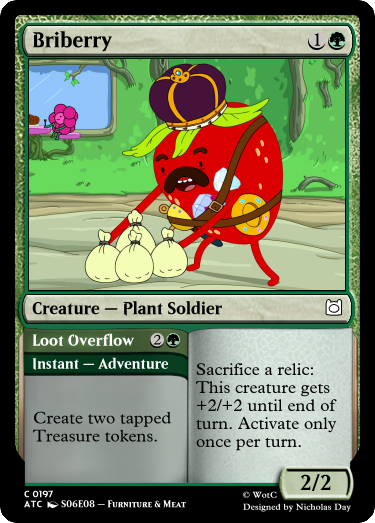 Briberry 1
Creature — Plant Soldier
Loot Overflow 2
Instant — Adventure
Create two tapped
Treasure tokens.
Sacrifice a relic:
This creature gets
+2/+2 until end of
turn. Activate only
once per turn.
2/2
C 0197
ATC S06E08 – Furniture & Meat
© WotC
Designed by Nicholas Day